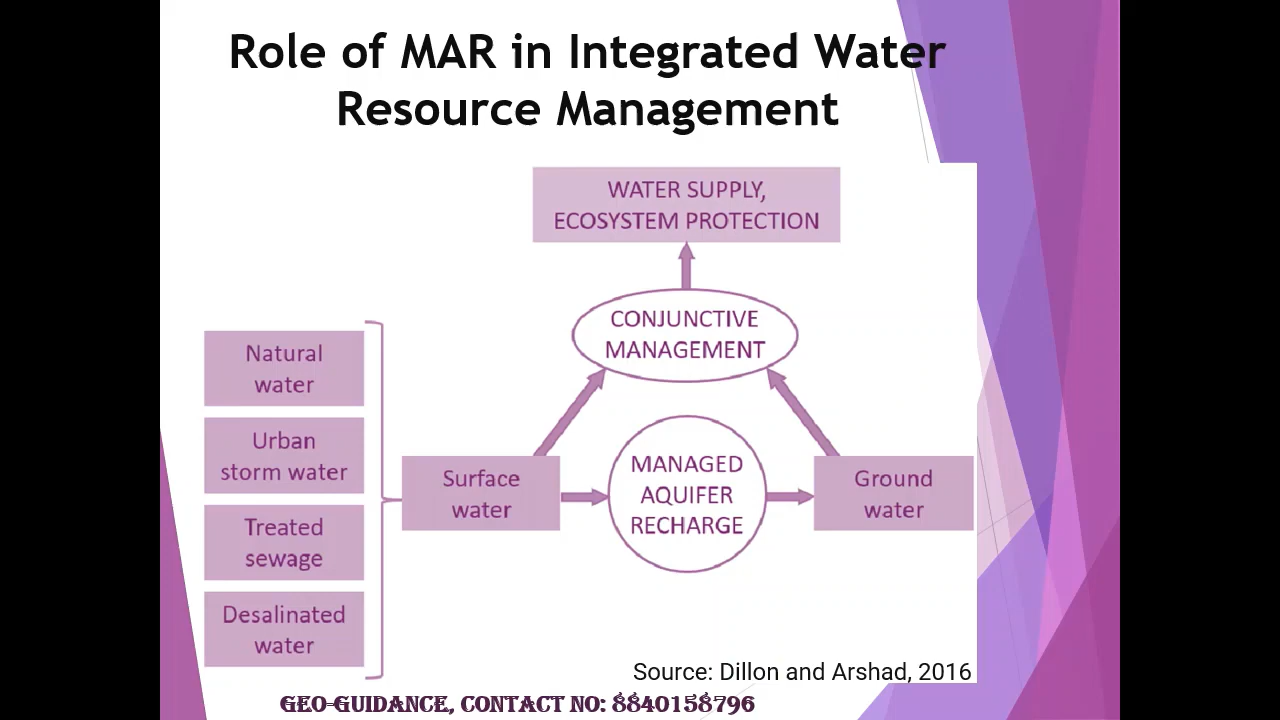 Role of MAR in Integrated Water
Resource Management
WATER SUPPLY,
ECOSYSTEM PROTECTION
CONJUNCTIVE
MANAGEMENT
Natural
water
Urban
storm water
Treated
sewage
Desalinated
water
Surface
water
MANAGED
AQUIFER
RECHARGE
Ground
water
Source: Dillon and Arshad, 2016
GEO-GUIDANCE, CONTACT NO: 8840158796